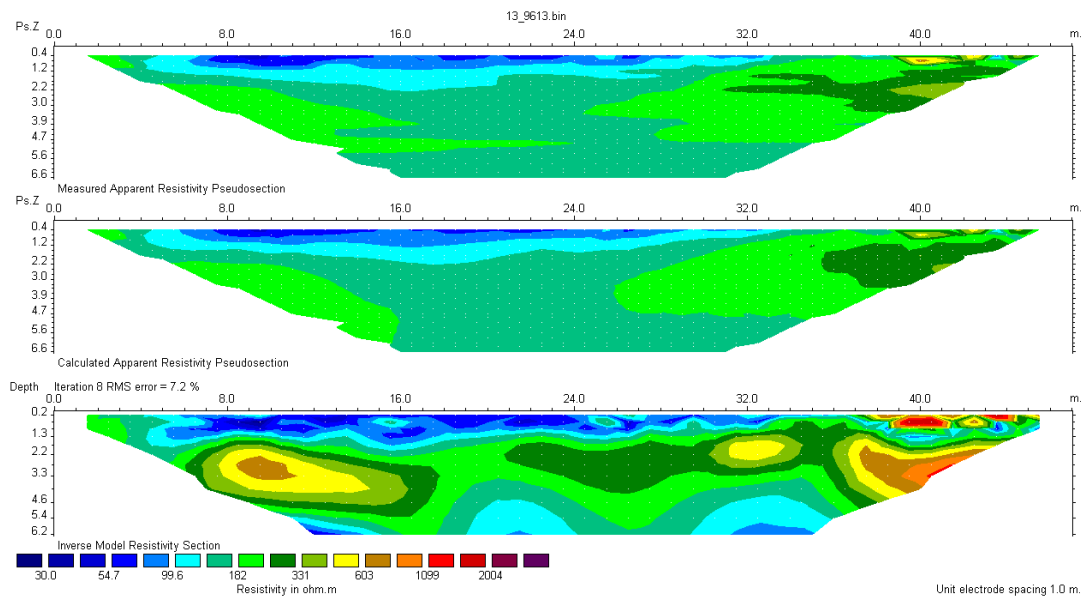 13_9613.bin
Ps.Z 0.0 8.0 16.0 24.0 32.0 40.0 m.
0.4
1.2
2.2
3.0
3.9
4.7
5.6
6.6
Measured Apparent Resistivity Pseudosection
Ps.Z 0.0 8.0 16.0 24.0 32.0 40.0 m.
0.4
1.2
2.2
3.0
3.9
4.7
5.6
6.6
Calculated Apparent Resistivity Pseudosection
Depth Iteration 8 RMS error = 7.2 %
0.0 8.0 16.0 24.0 32.0 40.0 m.
0.2
1.3
2.2
3.3
4.6
5.4
6.2
Inverse Model Resistivity Section
30.0 54.7 99.6 182 331 603 1099 2004
Resistivity in ohm.m Unit electrode spacing 1.0 m.